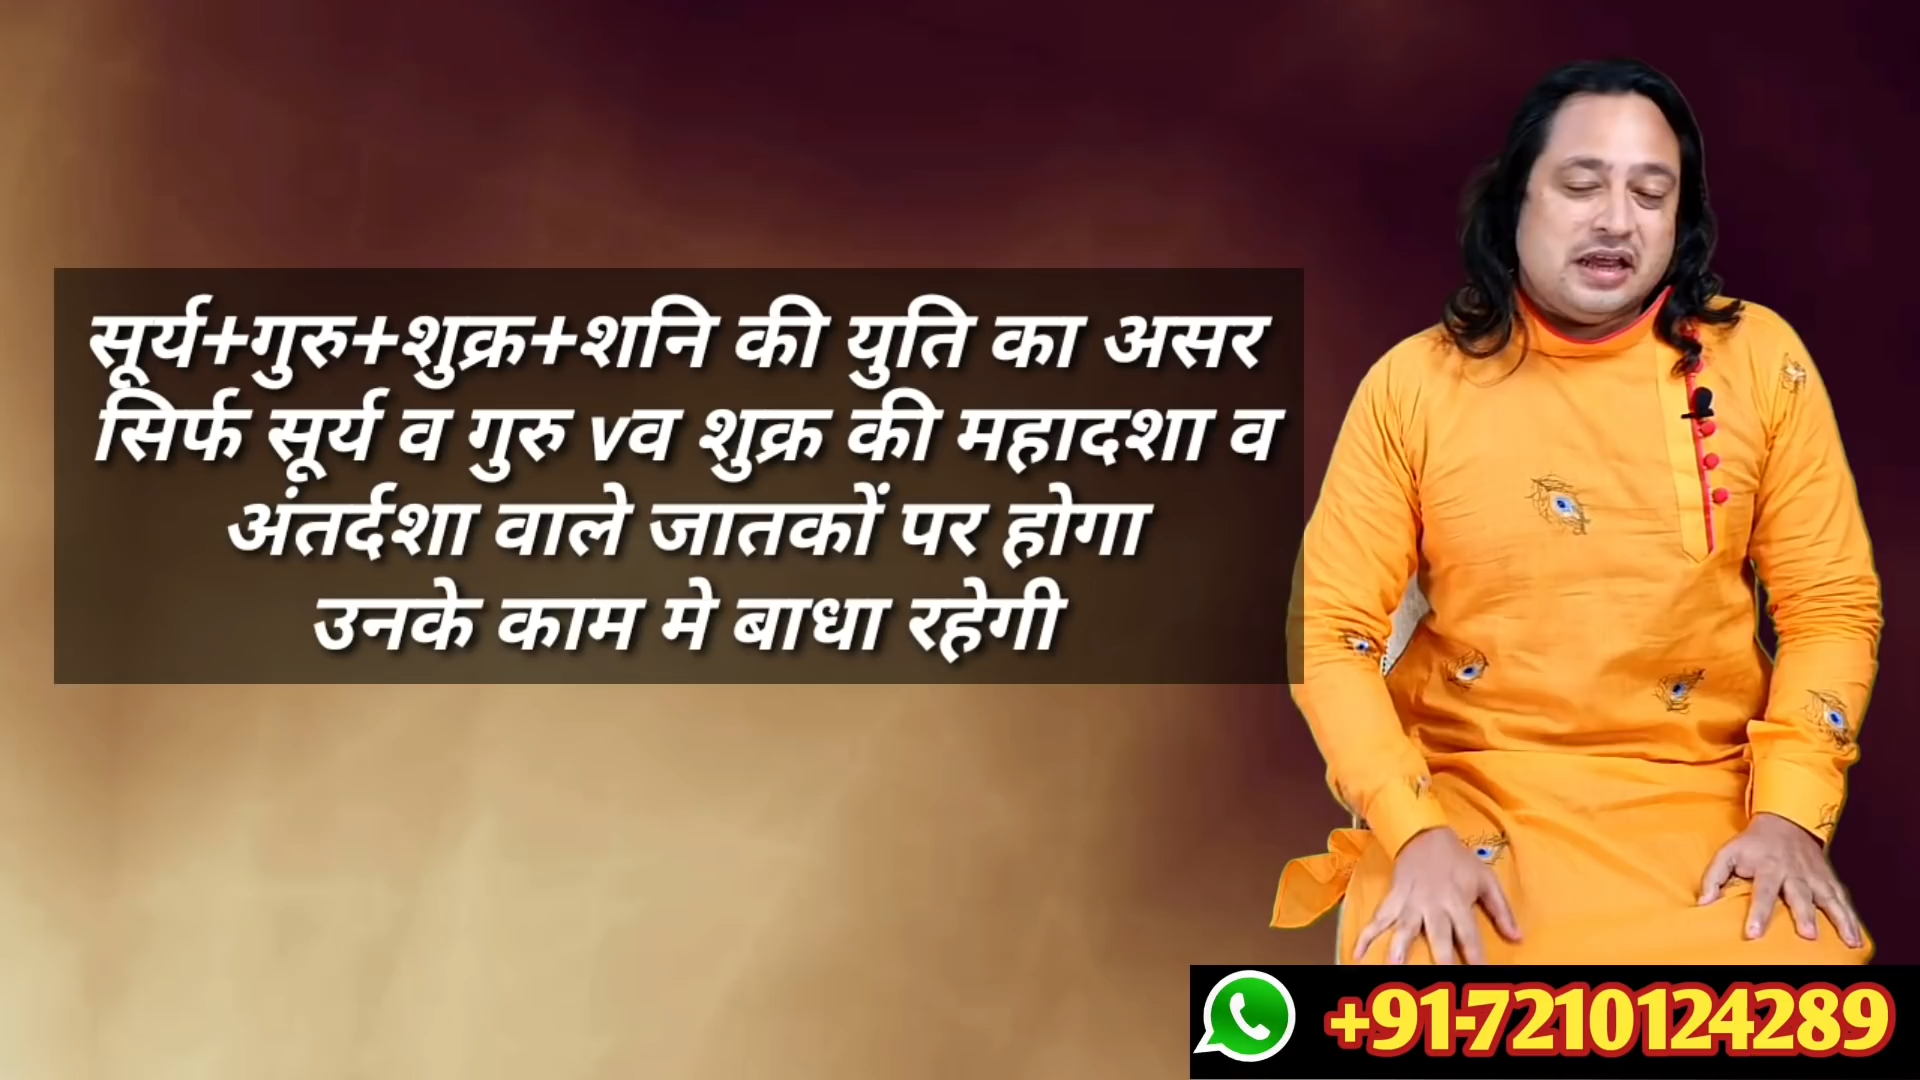 सूर्य+गुरु+शुक्र+शनि की युति का असर
सिर्फ सूर्य व गुरु vव शुक्र की महादशा व
अंतर्दशा वाले जातकों पर होगा
उनके काम मे बाधा रहेगी
+91-7210124289